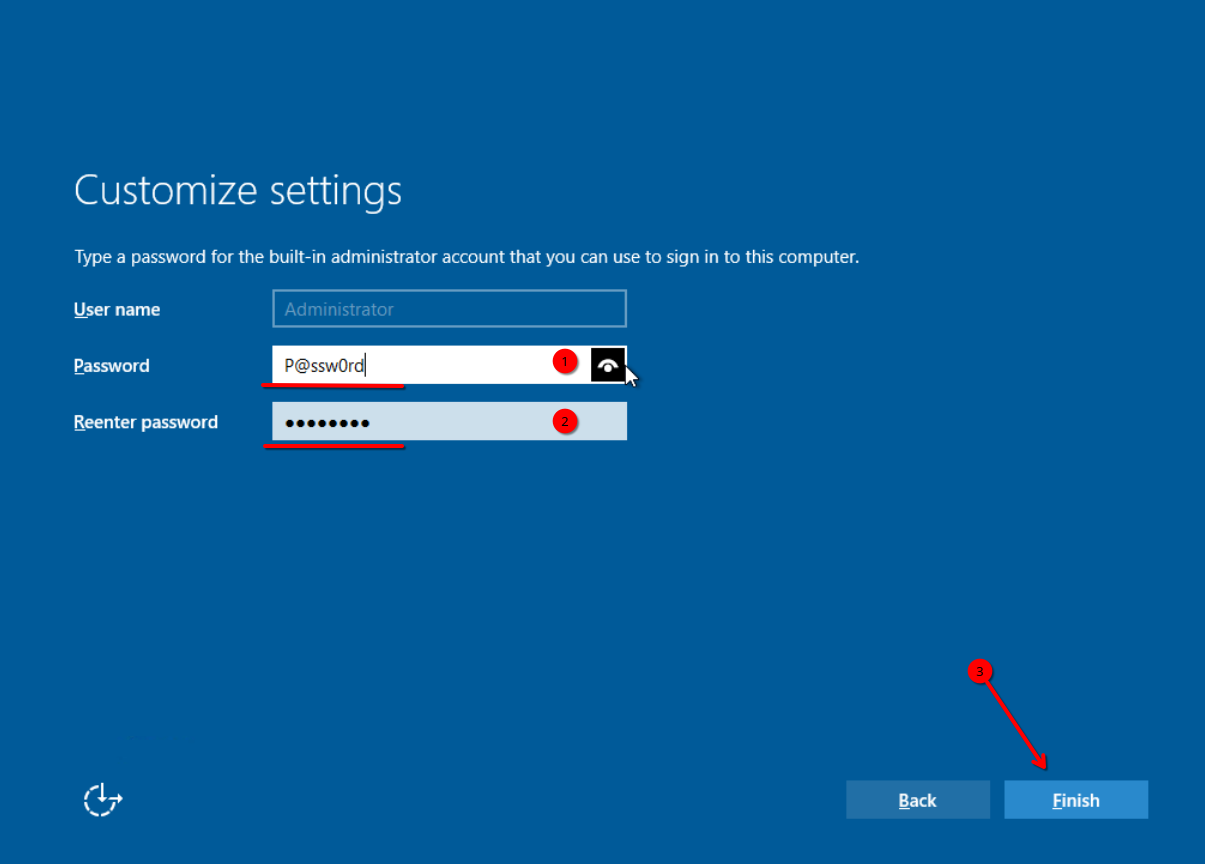 Customize settings
Type a password for the built-in administrator account that you can use to sign in to this computer.
User name
Administrator
Password
P@ssw0rd
1
Reenter password
●●●●●●●●
2
3
Back
Finish